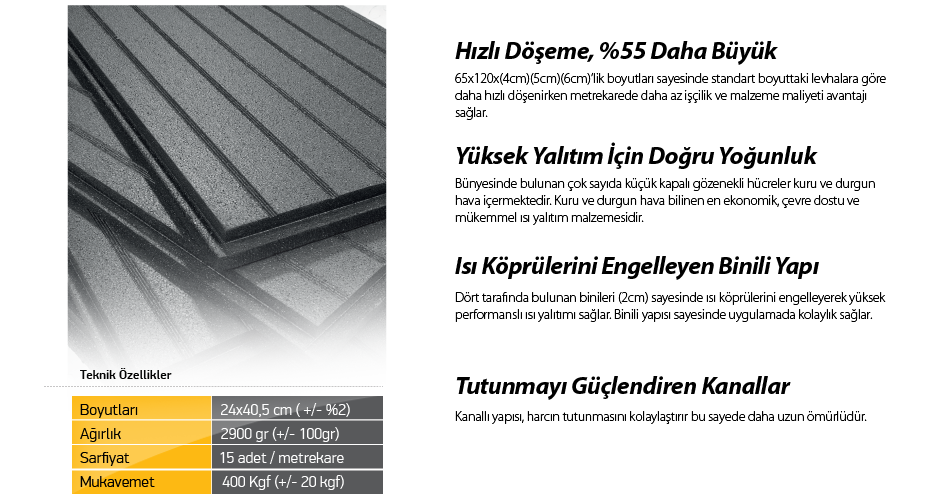 Hızlı Döşeme, %55 Daha Büyük
65x120x(4cm)(5cm)(6cm)'lik boyutları sayesinde standart boyuttaki levhalara göre
daha hızlı döşenirken metrekarede daha az işçilik ve malzeme maliyeti avantajı
sağlar.
Yüksek Yalıtım İçin Doğru Yoğunluk
Bünyesinde bulunan çok sayıda küçük kapalı gözenekli hücreler kuru ve durgun
hava içermektedir. Kuru ve durgun hava bilinen en ekonomik, çevre dostu ve
mükemmel ısı yalıtım malzemesidir.
Isı Köprülerini Engelleyen Binili Yapı
Dört tarafında bulunan binileri (2cm) sayesinde ısı köprülerini engelleyerek yüksek
performanslı ısı yalıtımı sağlar. Binili yapısı sayesinde uygulamada kolaylık sağlar.
Tutunmayı Güçlendiren Kanallar
Kanallı yapısı, harcın tutunmasını kolaylaştırır bu sayede daha uzun ömürlüdür.
Teknik Özellikler
Boyutları 24x40,5 cm ( +/- %2)
Ağırlık 2900 gr (+/- 100gr)
Sarfiyat 15 adet / metrekare
Mukavemet 400 Kgf (+/- 20 kgf)